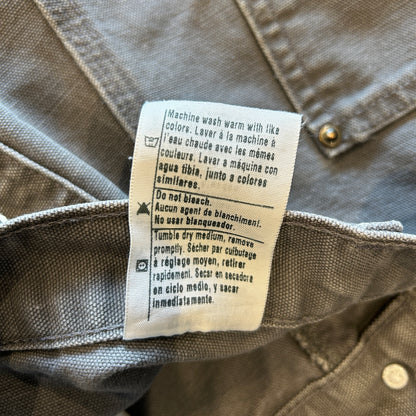 Machine wash warm with like
colors. Laver à la machine à
l'eau chaude avec les mêmes
couleurs. Lavar a máquina con
agua tibia, junto a colores
similares.
Do not bleach.
Aucun agent de blanchiment.
No usar blanqueador.
Tumble dry medium, remove
promptly. Sécher par culbutage
à réglage moyen, retirer
rapidement. Secar en secadora
en ciclo medio, y sacar
inmediatamente.